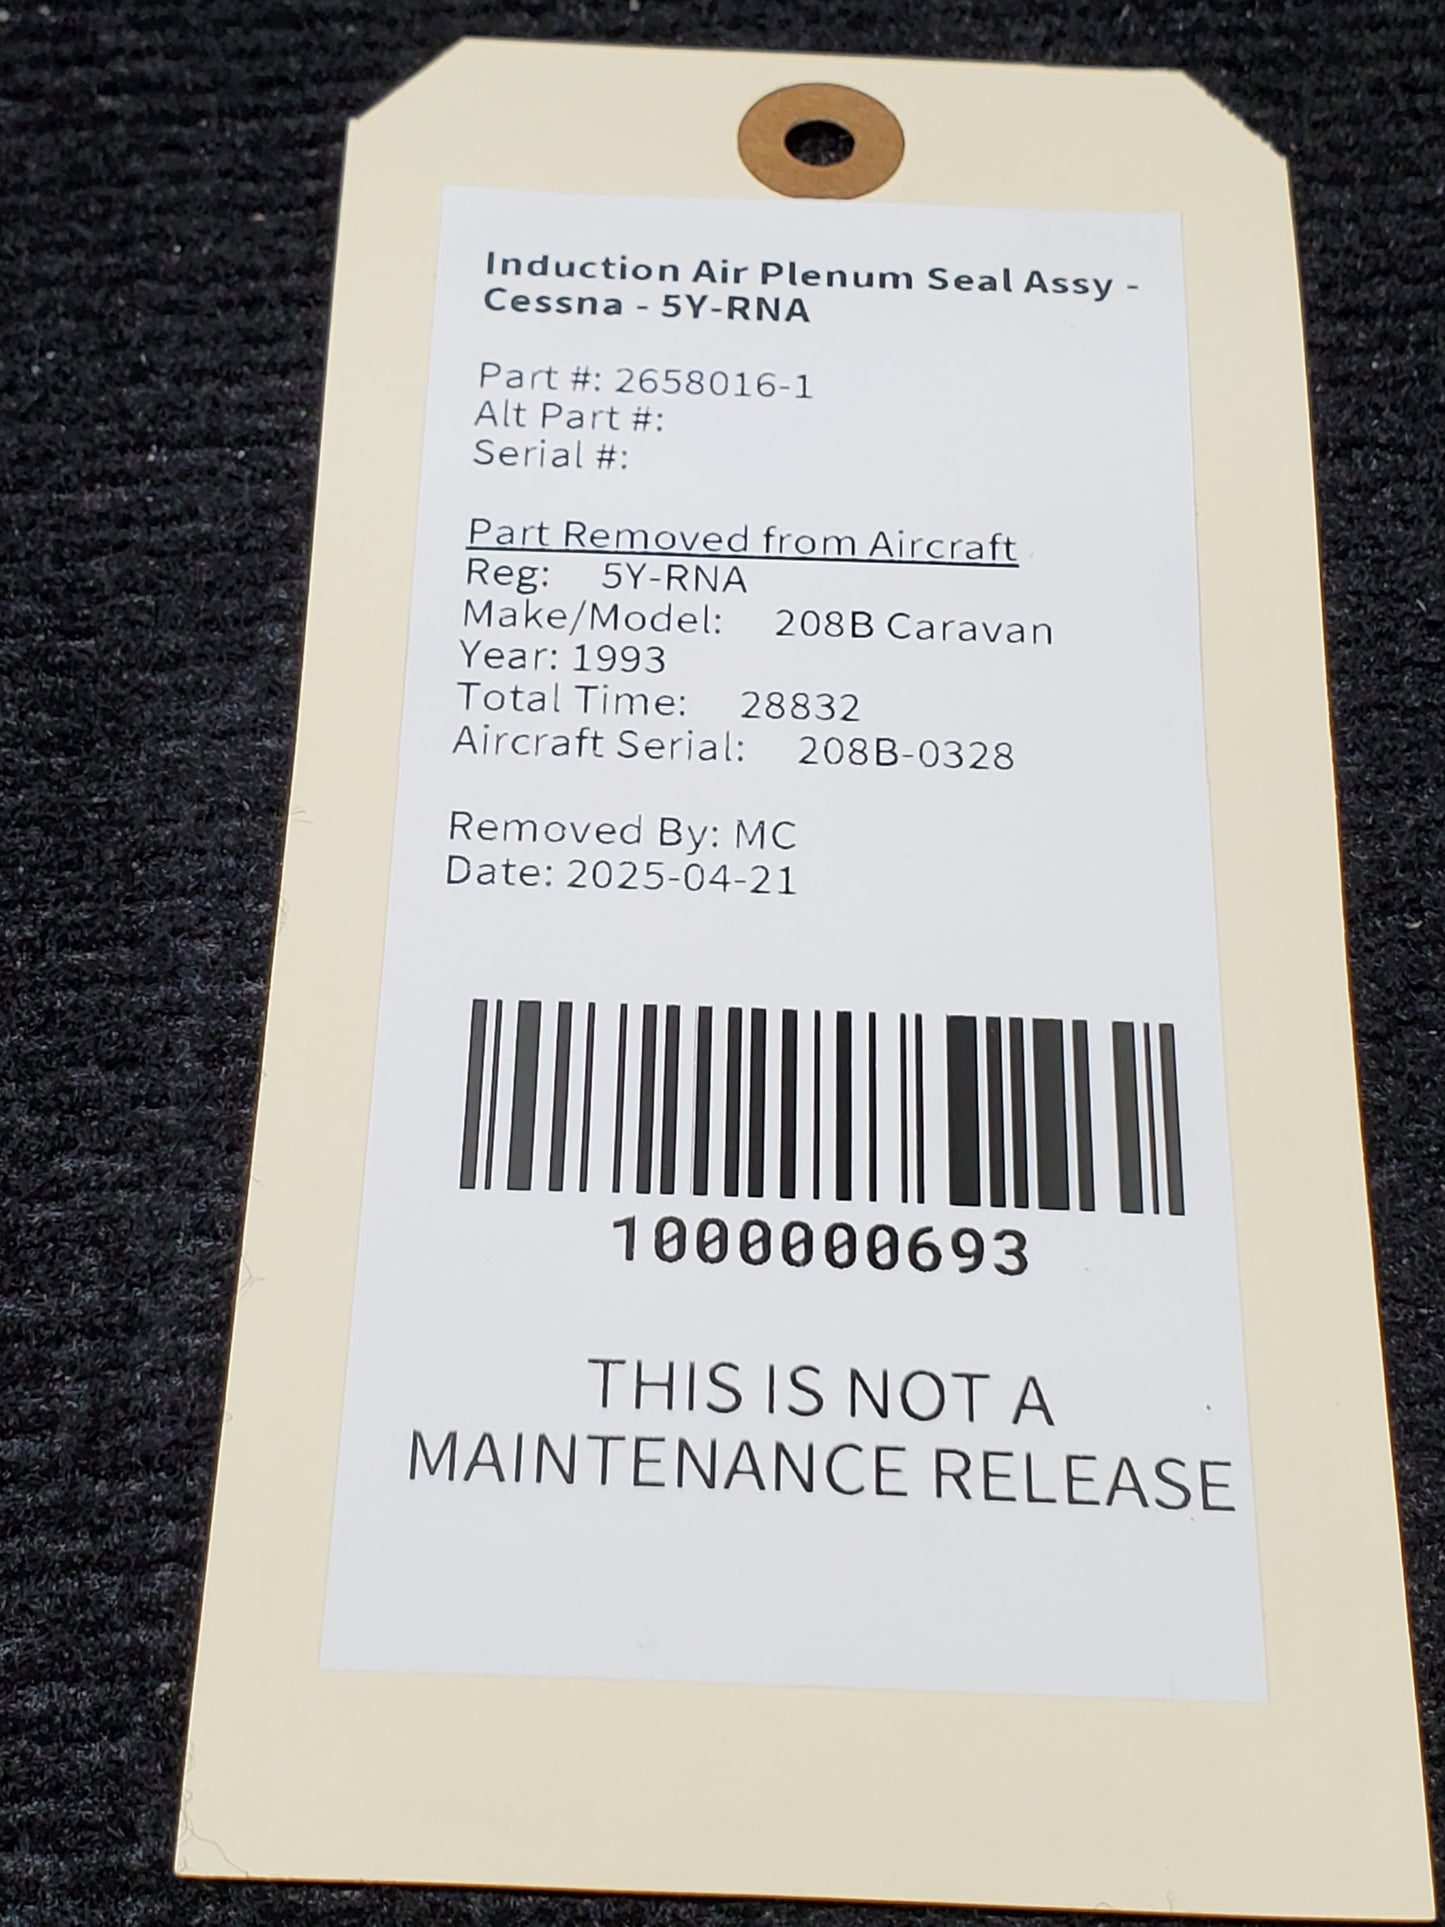 Induction Air Plenum Seal Assy -
Cessna - 5Y-RNA
Part #: 2658016-1
Alt Part #:
Serial #:
Part Removed from Aircraft
Reg: 5Y-RNA
Make/Model: 208B Caravan
Year: 1993
Total Time: 28832
Aircraft Serial: 208B-0328
Removed By: MC
Date: 2025-04-21
1000000693
THIS IS NOT A
MAINTENANCE RELEASE